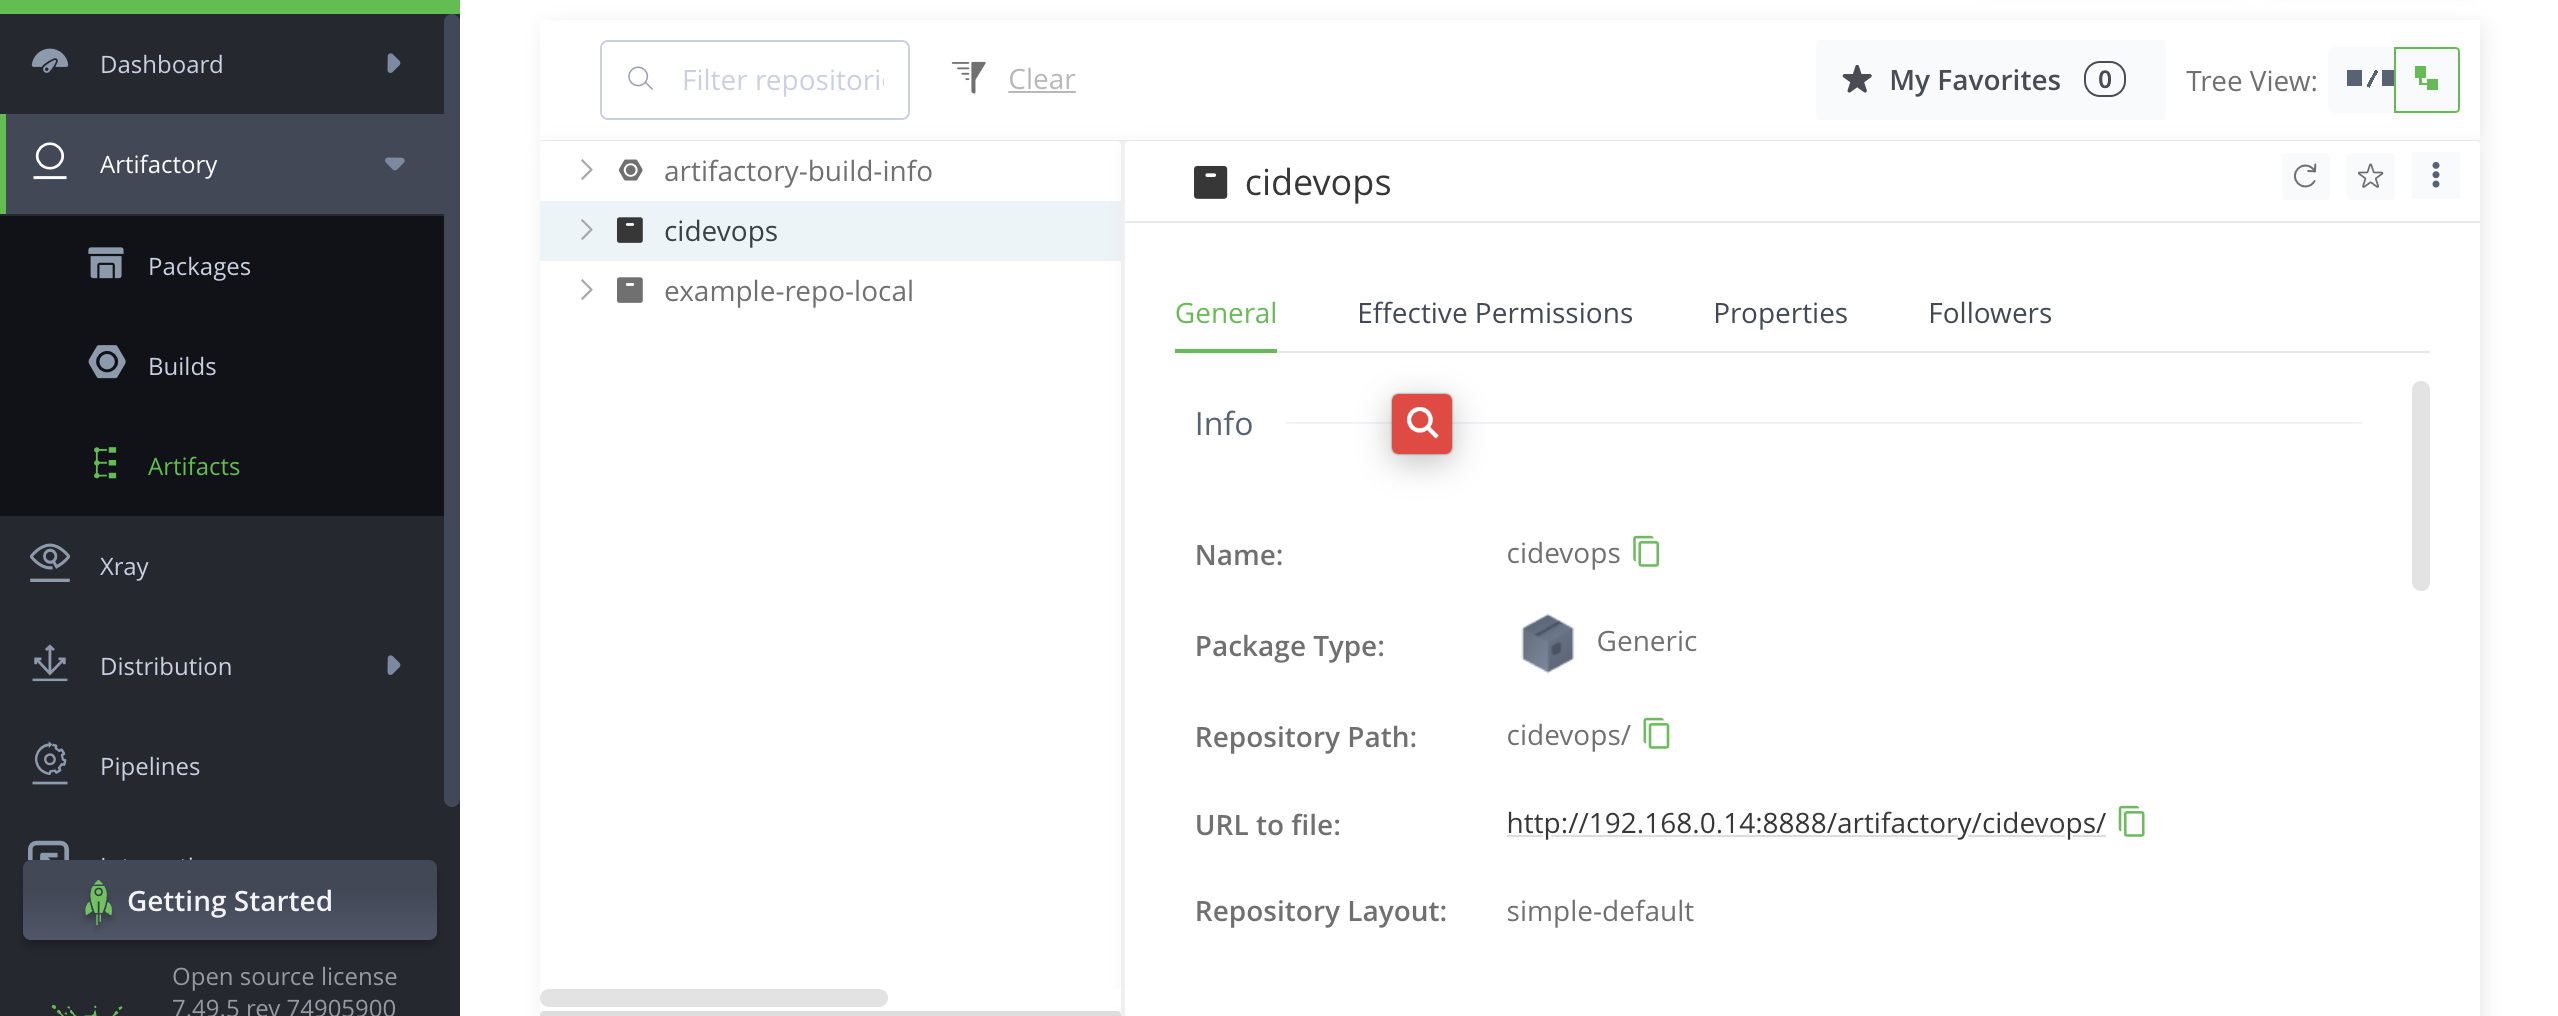 Dashboard
Artifactory
Packages
Builds
Artifacts
Xray
Distribution
Pipelines
Getting Started
Open source license
7.49.5 rev 74905900
Filter repositori
Clear
My Favorites 0
Tree View:
artifactory-build-info
cidevops
example-repo-local
cidevops
General Effective Permissions Properties Followers
Info
Name: cidevops
Package Type: Generic
Repository Path: cidevops/
URL to file: http://192.168.0.14:8888/artifactory/cidevops/
Repository Layout: simple-default